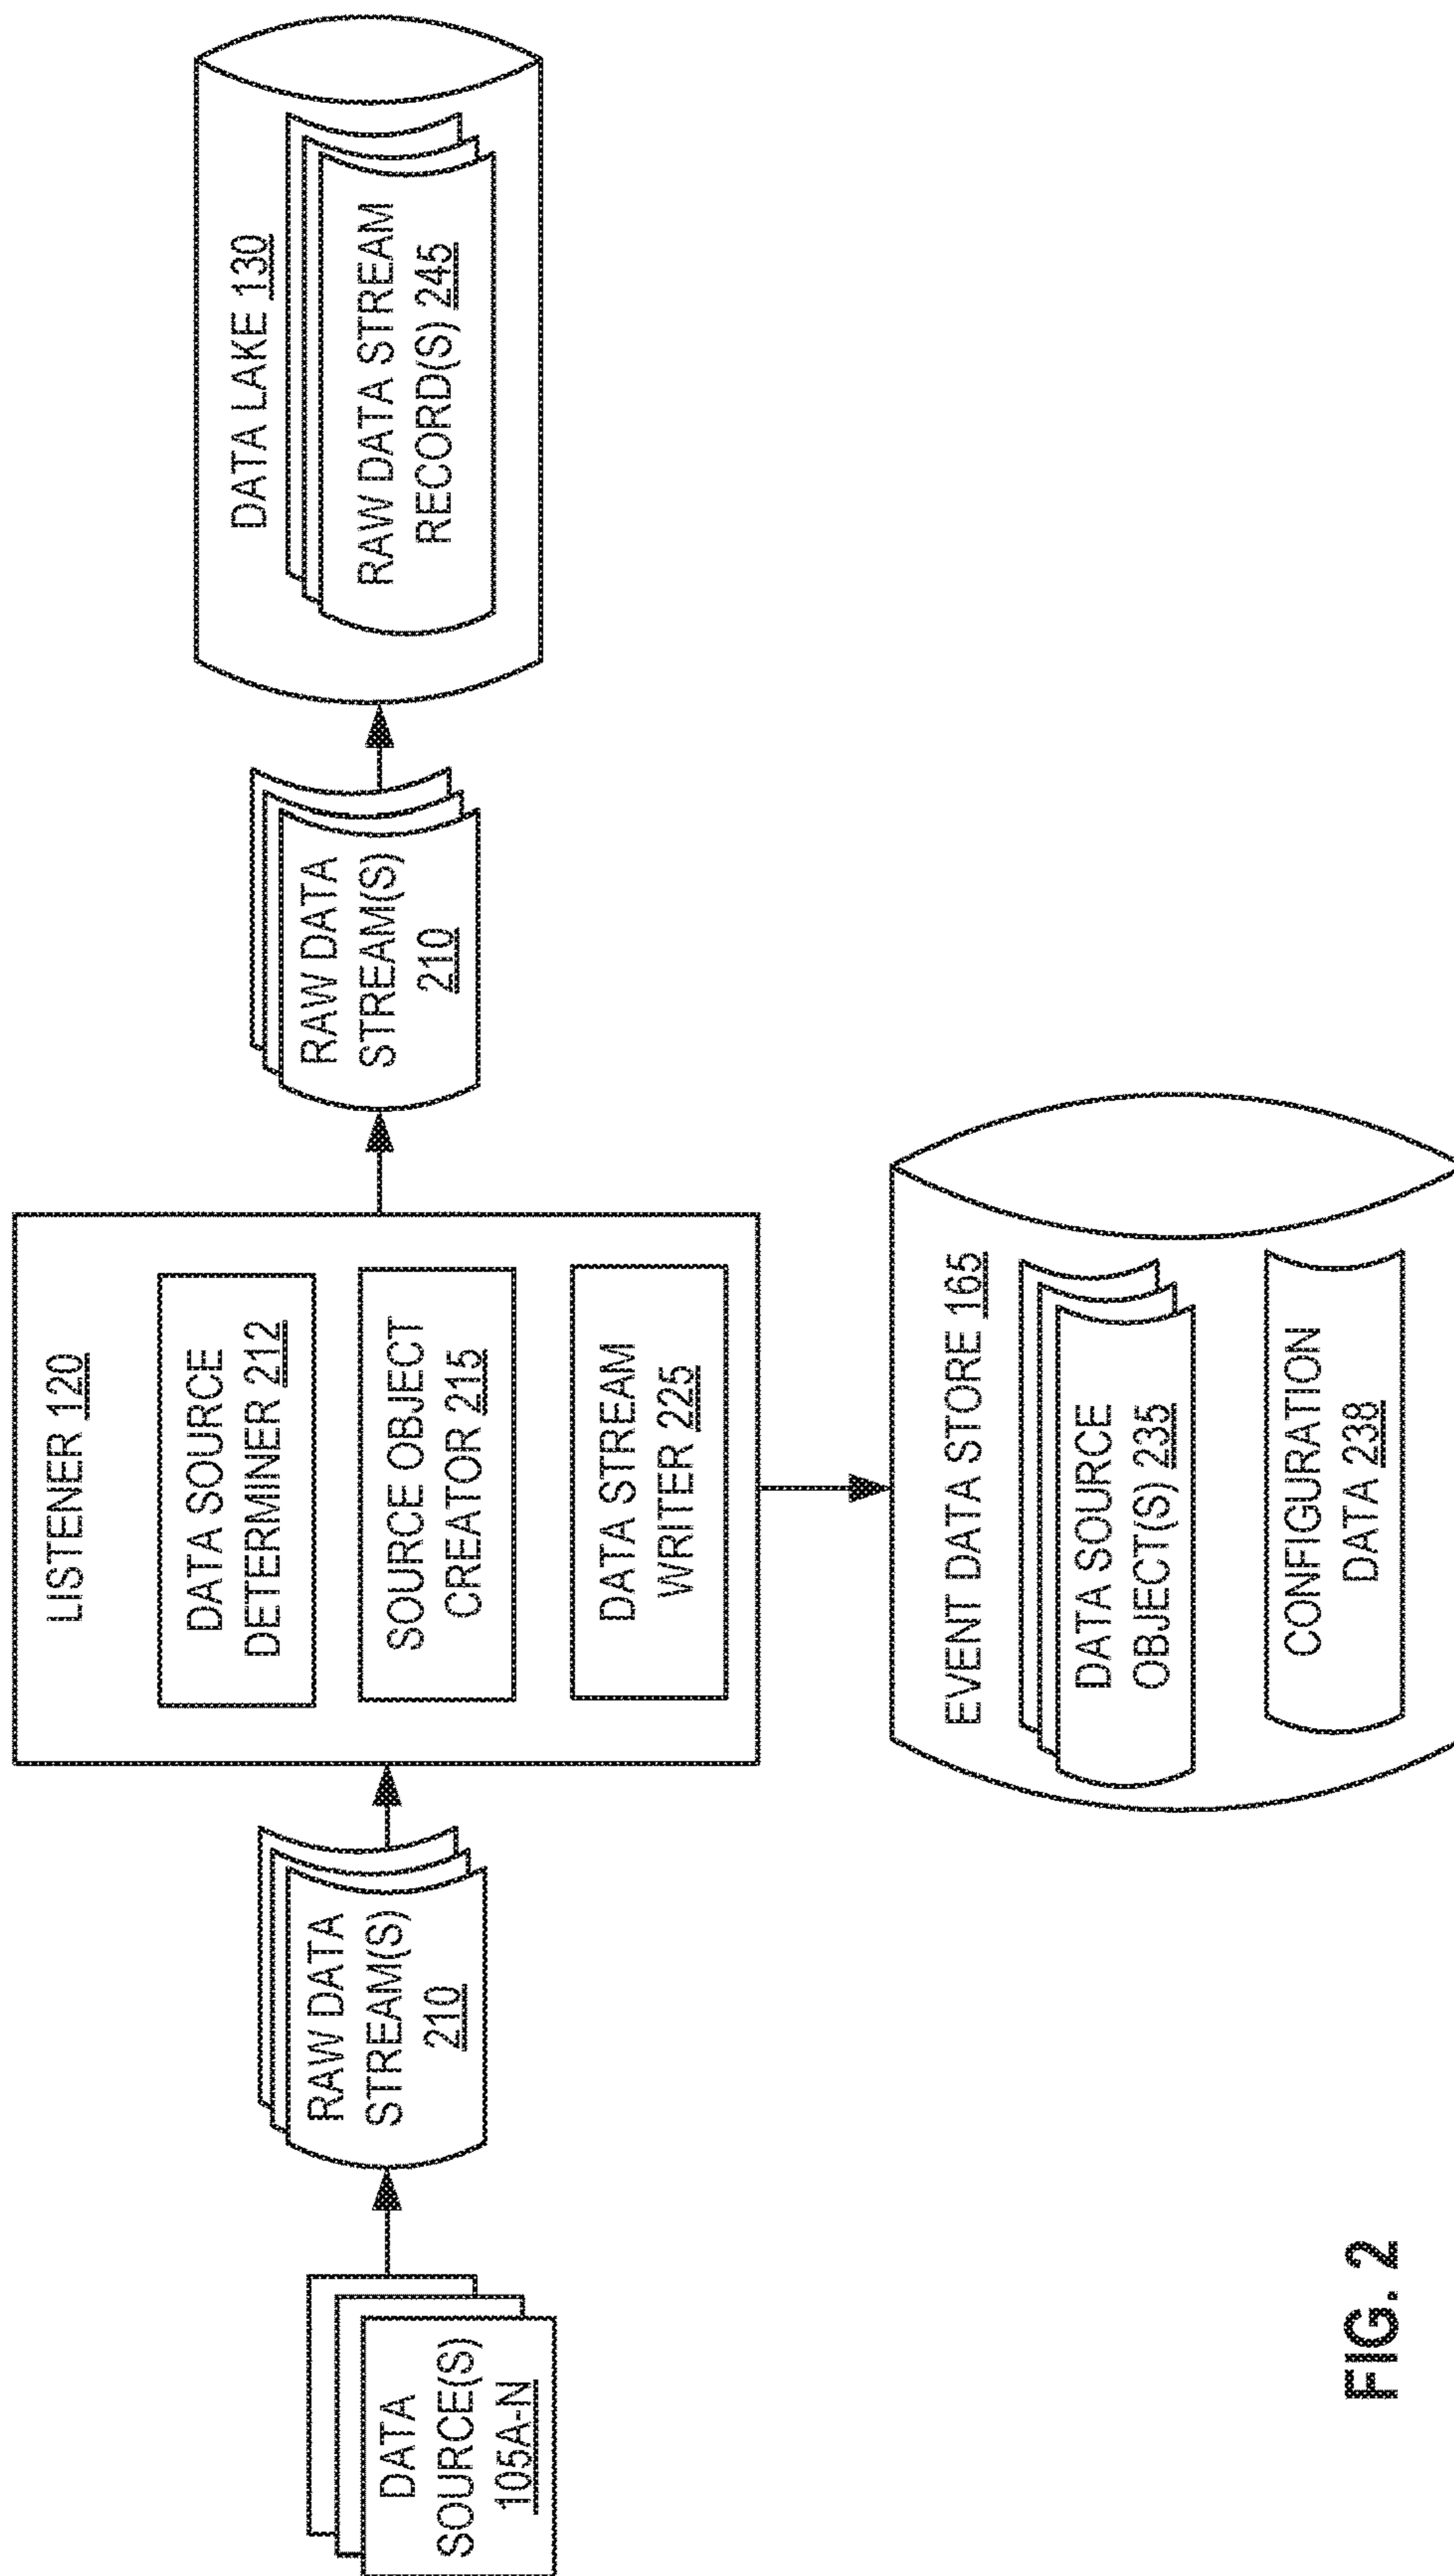 DATA
SOURCE(S)
105A-N
RAW DATA
STREAM(S)
210
LISTENER 120
DATA SOURCE
DETERMINER 212
SOURCE OBJECT
CREATOR 215
DATA STREAM
WRITER 225
RAW DATA
STREAM(S)
210
DATA LAKE 130
RAW DATA STREAM
RECORD(S) 245
EVENT DATA STORE 165
DATA SOURCE
OBJECT(S) 235
CONFIGURATION
DATA 238
FIG. 2